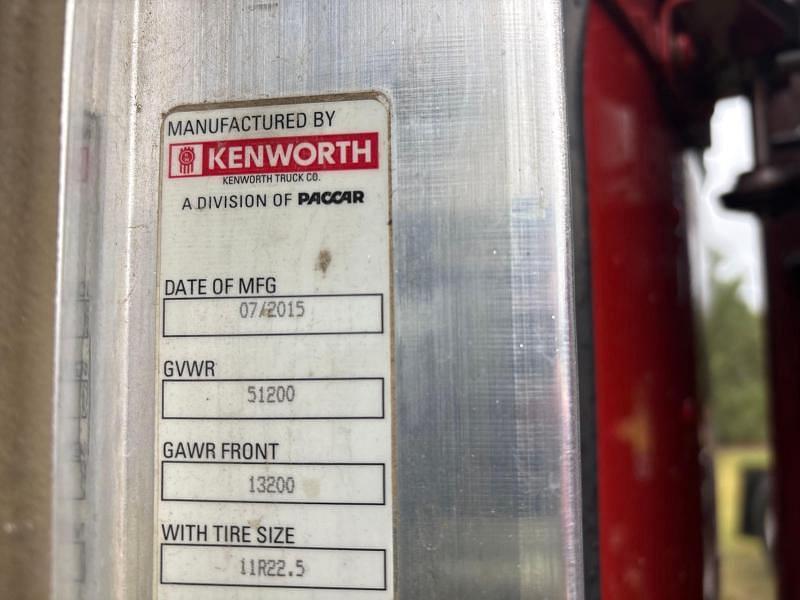 MANUFACTURED BY
KENWORTH
KENWORTH TRUCK CO.
A DIVISION OF PACCAR
DATE OF MFG
07/2015
GVWR
51200
GAWR FRONT
13200
WITH TIRE SIZE
11R22.5